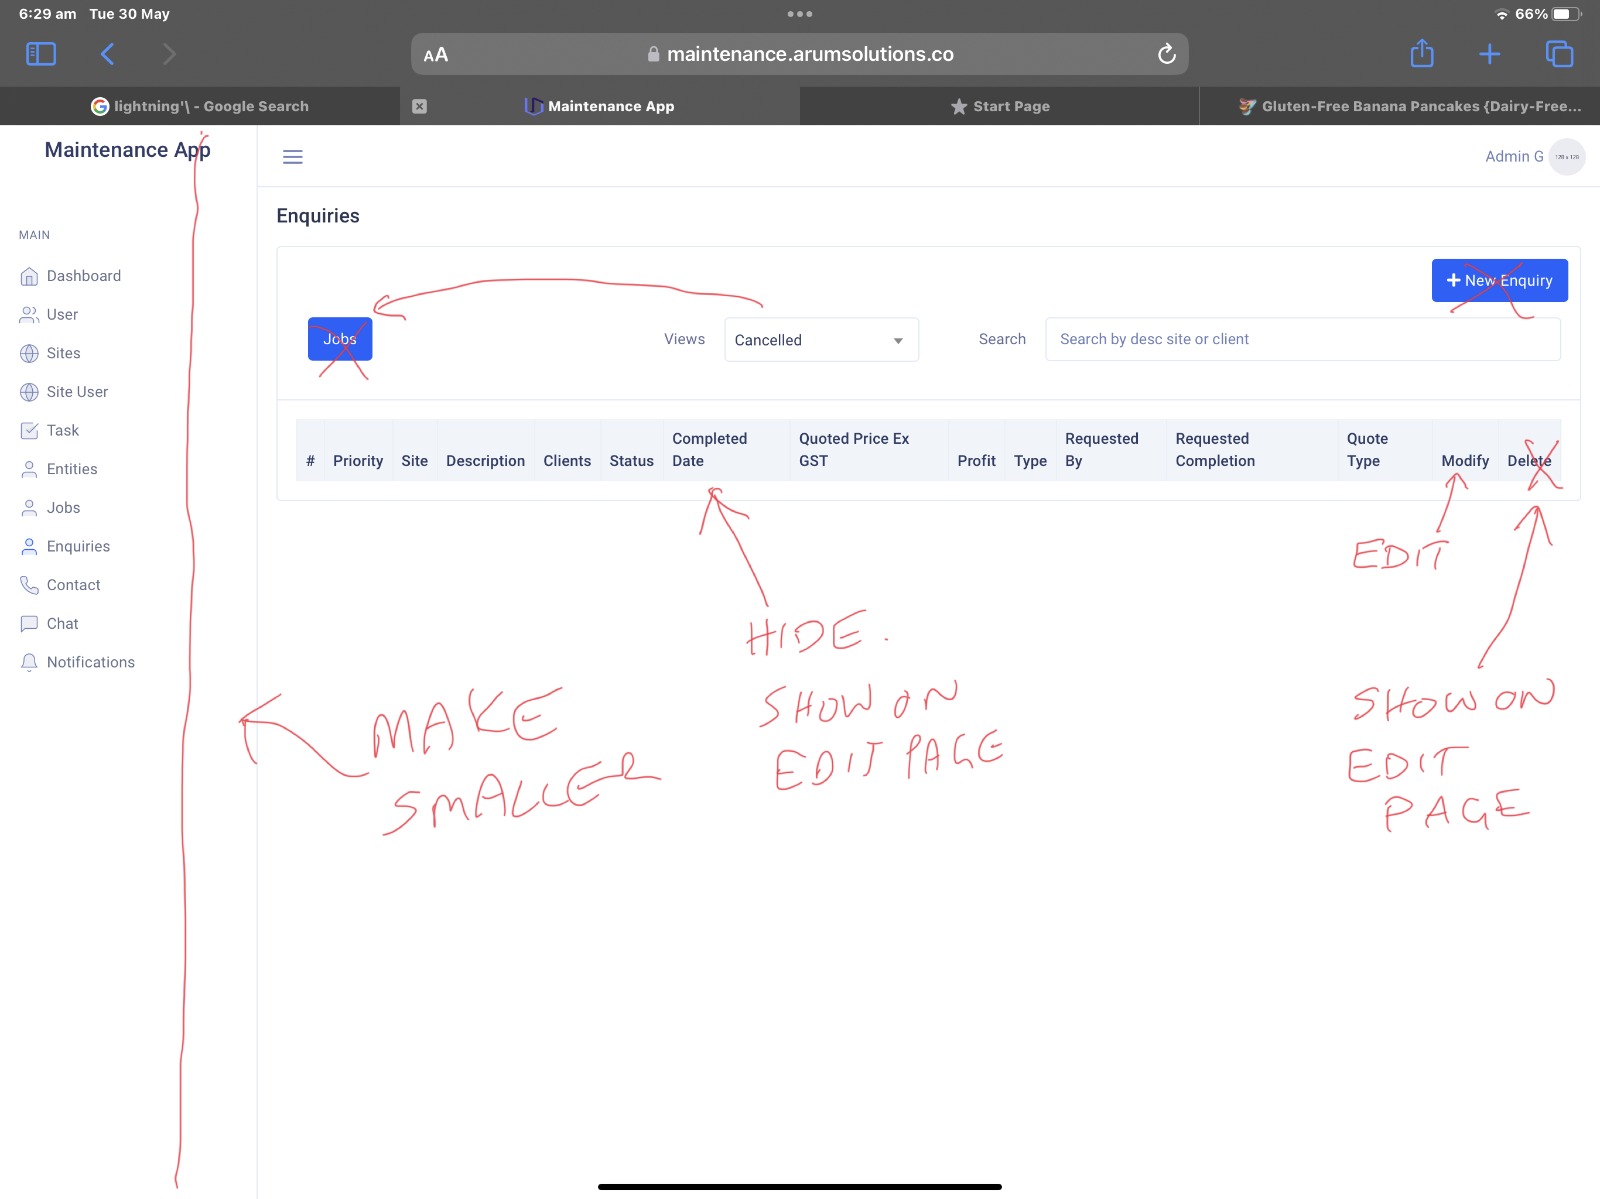 6:29 am Tue 30 May
66%
AA
maintenance.arumsolutions.co
lightning'\ - Google Search
Maintenance App
Start Page
Gluten-Free Banana Pancakes {Dairy-Free...
Maintenance App
Admin G
128 x 128
Enquiries
MAIN
Dashboard
User
Sites
Site User
Task
Entities
Jobs
Enquiries
Contact
Chat
Notifications
+ New Enquiry
Jobs
Views
Cancelled
Search
Search by desc site or client
#
Priority
Site
Description
Clients
Status
Completed
Date
Quoted Price Ex
GST
Profit
Type
Requested
By
Requested
Completion
Quote
Type
Modify
Delete
EDIT
HIDE.
SHOW ON
EDIT PAGE
MAKE
SMALLER
SHOW ON
EDIT
PAGE